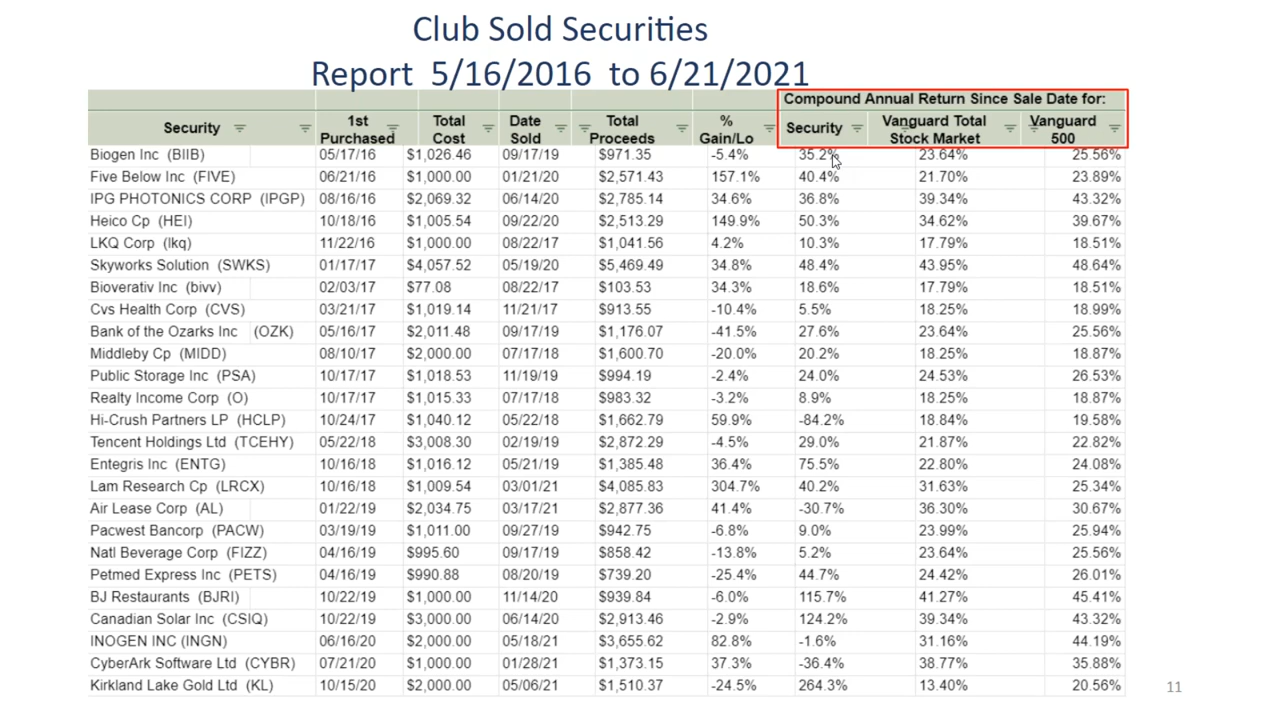 Club Sold Securities
Report 5/16/2016 to 6/21/2021
Compound Annual Return Since Sale Date for:
Security 1st Purchased Total Cost Date Sold Total Proceeds % Gain/Lo Security Vanguard Total Stock Market Vanguard 500
Biogen Inc (BIIB) 05/17/16 $1,026.46 09/17/19 $971.35 -5.4% 35.2% 23.64% 25.56%
Five Below Inc (FIVE) 06/21/16 $1,000.00 01/21/20 $2,571.43 157.1% 40.4% 21.70% 23.89%
IPG PHOTONICS CORP (IPGP) 08/16/16 $2,069.32 06/14/20 $2,785.14 34.6% 36.8% 39.34% 43.32%
Heico Cp (HEI) 10/18/16 $1,005.54 09/22/20 $2,513.29 149.9% 50.3% 34.62% 39.67%
LKQ Corp (lkq) 11/22/16 $1,000.00 08/22/17 $1,041.56 4.2% 10.3% 17.79% 18.51%
Skyworks Solution (SWKS) 01/17/17 $4,057.52 05/19/20 $5,469.49 34.8% 48.4% 43.95% 48.64%
Bioverativ Inc (bivv) 02/03/17 $77.08 08/22/17 $103.53 34.3% 18.6% 17.79% 18.51%
Cvs Health Corp (CVS) 03/21/17 $1,019.14 11/21/17 $913.55 -10.4% 5.5% 18.25% 18.99%
Bank of the Ozarks Inc (OZK) 05/16/17 $2,011.48 09/17/19 $1,176.07 -41.5% 27.6% 23.64% 25.56%
Middleby Cp (MIDD) 08/10/17 $2,000.00 07/17/18 $1,600.70 -20.0% 20.2% 18.25% 18.87%
Public Storage Inc (PSA) 10/17/17 $1,018.53 11/19/19 $994.19 -2.4% 24.0% 24.53% 26.53%
Realty Income Corp (O) 10/17/17 $1,015.33 07/17/18 $983.32 -3.2% 8.9% 18.25% 18.87%
Hi-Crush Partners LP (HCLP) 10/24/17 $1,040.12 05/22/18 $1,662.79 59.9% -84.2% 18.84% 19.58%
Tencent Holdings Ltd (TCEHY) 05/22/18 $3,008.30 02/19/19 $2,872.29 -4.5% 29.0% 21.87% 22.82%
Entegris Inc (ENTG) 10/16/18 $1,016.12 05/21/19 $1,385.48 36.4% 75.5% 22.80% 24.08%
Lam Research Cp (LRCX) 10/16/18 $1,009.54 03/01/21 $4,085.83 304.7% 40.2% 31.63% 25.34%
Air Lease Corp (AL) 01/22/19 $2,034.75 03/17/21 $2,877.36 41.4% -30.7% 36.30% 30.67%
Pacwest Bancorp (PACW) 03/19/19 $1,011.00 09/27/19 $942.75 -6.8% 9.0% 23.99% 25.94%
Natl Beverage Corp (FIZZ) 04/16/19 $995.60 09/17/19 $858.42 -13.8% 5.2% 23.64% 25.56%
Petmed Express Inc (PETS) 04/16/19 $990.88 08/20/19 $739.20 -25.4% 44.7% 24.42% 26.01%
BJ Restaurants (BJRI) 10/22/19 $1,000.00 11/14/20 $939.84 -6.0% 115.7% 41.27% 45.41%
Canadian Solar Inc (CSIQ) 10/22/19 $3,000.00 06/14/20 $2,913.46 -2.9% 124.2% 39.34% 43.32%
INOGEN INC (INGN) 06/16/20 $2,000.00 05/18/21 $3,655.62 82.8% -1.6% 31.16% 44.19%
CyberArk Software Ltd (CYBR) 07/21/20 $1,000.00 01/28/21 $1,373.15 37.3% -36.4% 38.77% 35.88%
Kirkland Lake Gold Ltd (KL) 10/15/20 $2,000.00 05/06/21 $1,510.37 -24.5% 264.3% 13.40% 20.56%
11